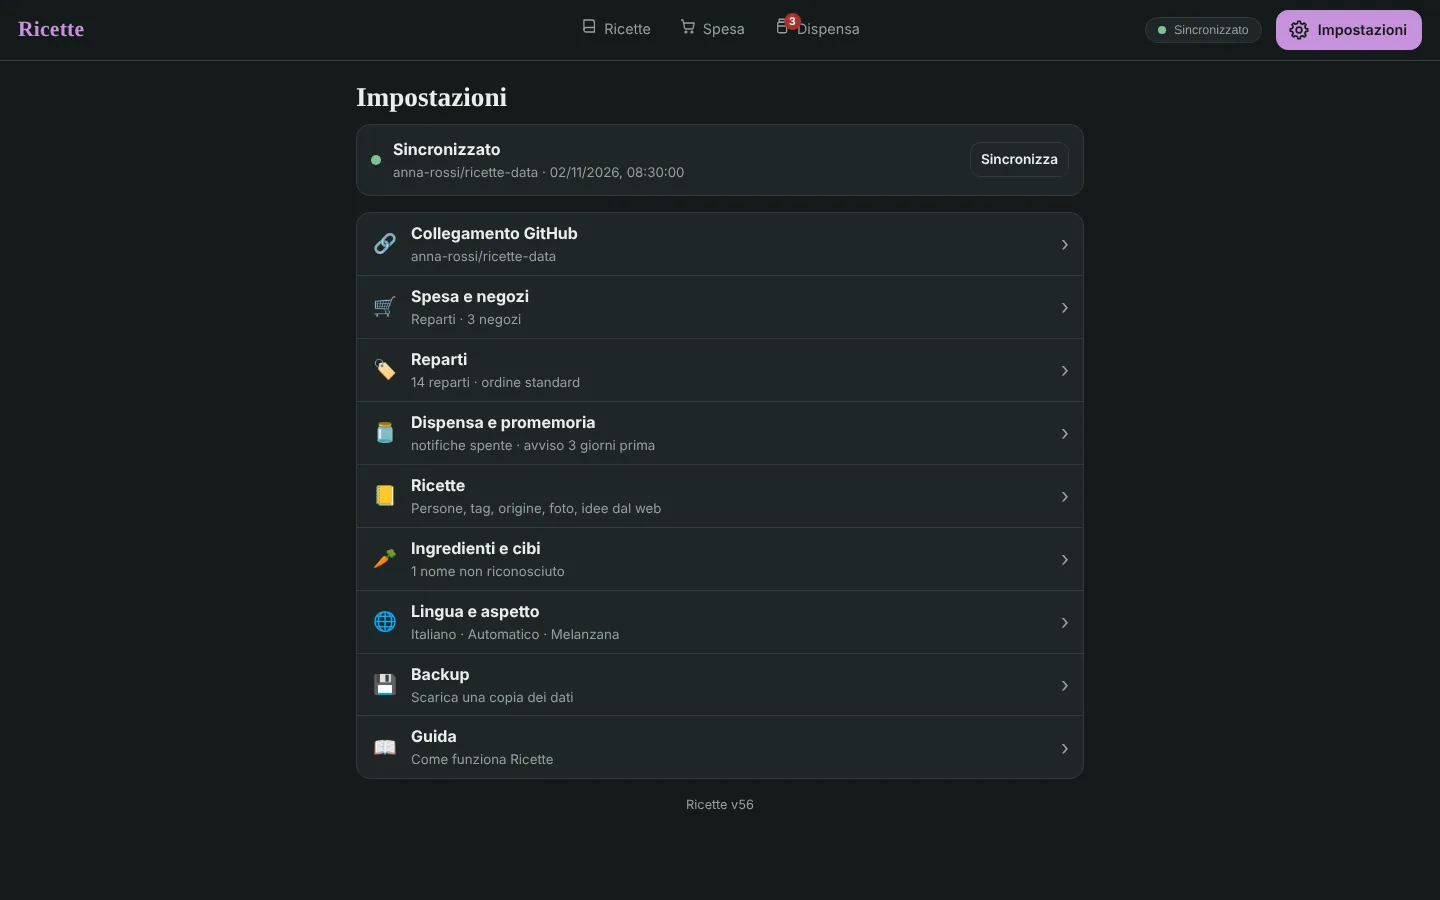 Ricette
Ricette
Spesa
3
Dispensa
Sincronizzato
Impostazioni
Impostazioni
Sincronizzato
anna-rossi/ricette-data · 02/11/2026, 08:30:00
Sincronizza
Collegamento GitHub
anna-rossi/ricette-data
Spesa e negozi
Reparti · 3 negozi
Reparti
14 reparti · ordine standard
Dispensa e promemoria
notifiche spente · avviso 3 giorni prima
Ricette
Persone, tag, origine, foto, idee dal web
Ingredienti e cibi
1 nome non riconosciuto
Lingua e aspetto
Italiano · Automatico · Melanzana
Backup
Scarica una copia dei dati
Guida
Come funziona Ricette
Ricette v56